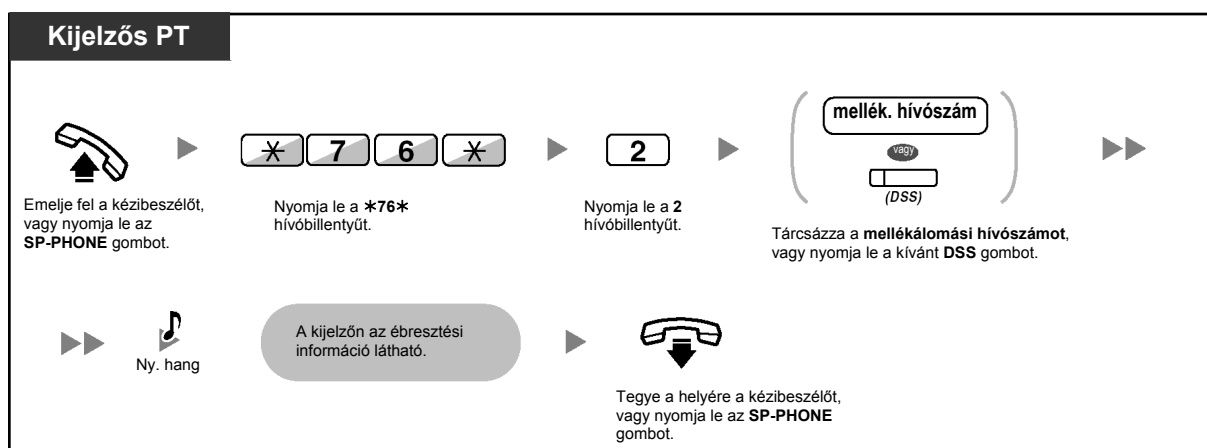 Kijelzős PT
Emelje fel a kézibeszélőt,
vagy nyomja le az
SP-PHONE gombot.
* 7 6 *
Nyomja le a *76*
hívóbillentyűt.
2
Nyomja le a 2
hívóbillentyűt.
mellék. hívószám
vagy
(DSS)
Tárcsázza a mellékálomási hívószámot,
vagy nyomja le a kívánt DSS gombot.
Ny. hang
A kijelzőn az ébresztési
információ látható.
Tegye a helyére a kézibeszélőt,
vagy nyomja le az SP-PHONE
gombot.